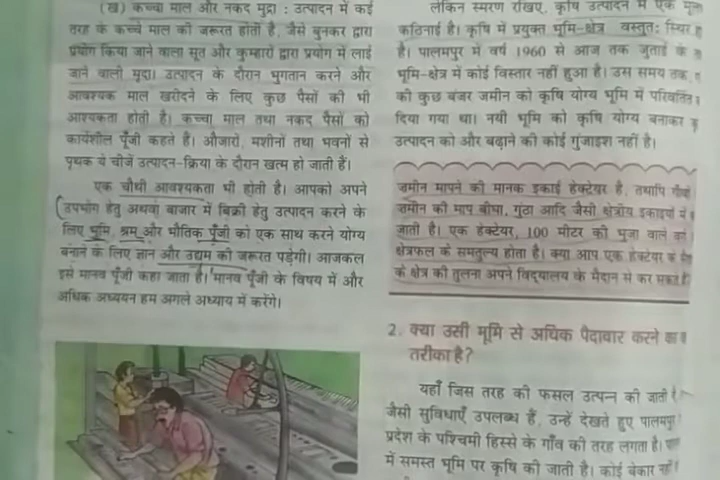 (ख) कच्चा माल और नकद मुद्रा : उत्पादन में कई
तरह के कच्चे माल की जरूरत होती है, जैसे बुनकर द्वारा
प्रयोग किया जाने वाला सूत और कुम्हारों द्वारा प्रयोग में लाई
जाने वाली मृदा। उत्पादन के दौरान भुगतान करने और
आवश्यक माल खरीदने के लिए कुछ पैसों की भी
आश्यकता होती है। कच्चा माल तथा नकद पैसों को
कार्यशील पूँजी कहते हैं। औजारों, मशीनों तथा भवनों से
पृथक ये चीजें उत्पादन-क्रिया के दौरान खत्म हो जाती हैं।
एक चौथी आवश्यकता भी होती है। आपको अपने
उपभोग हेतु अथवा बाजार में बिक्री हेतु उत्पादन करने के
लिए भूमि, श्रम और भौतिक पूँजी को एक साथ करने योग्य
बनाने के लिए ज्ञान और उद्यम की जरूरत पड़ेगी। आजकल
इसे मानव पूँजी कहा जाता है। मानव पूँजी के विषय में और
अधिक अध्ययन हम अगले अध्याय में करेंगे।
लेकिन स्मरण रखिए, कृषि उत्पादन में एक
कठिनाई है। कृषि में प्रयुक्त भूमि-क्षेत्र वस्तुतः स्थिर
है। पालमपुर में वर्ष 1960 से आज तक जुताई के
भूमि-क्षेत्र में कोई विस्तार नहीं हुआ है। उस समय तक,
की कुछ बंजर जमीन को कृषि योग्य भूमि में परिवर्तित
दिया गया था। नयी भूमि को कृषि योग्य बनाकर
उत्पादन को और बढ़ाने की कोई गुंजाइश नहीं है।
जमीन मापने की मानक इकाई हेक्टेयर है, तथापि गाँवों
जमीन की माप बीघा, गुंठा आदि जैसी क्षेत्रीय इकाइयों में
जाती है। एक हेक्टेयर, 100 मीटर की भुजा वाले वर्ग
क्षेत्रफल के समतुल्य होता है। क्या आप एक हेक्टेयर के
के क्षेत्र की तुलना अपने विद्यालय के मैदान से कर सकते हैं
2. क्या उसी भूमि से अधिक पैदावार करने का
तरीका है?
यहाँ जिस तरह की फसल उत्पन्न की जाती है
जैसी सुविधाएँ उपलब्ध हैं, उन्हें देखते हुए पालमपुर
प्रदेश के पश्चिमी हिस्से के गाँव की तरह लगता है।
में समस्त भूमि पर कृषि की जाती है। कोई बेकार नहीं